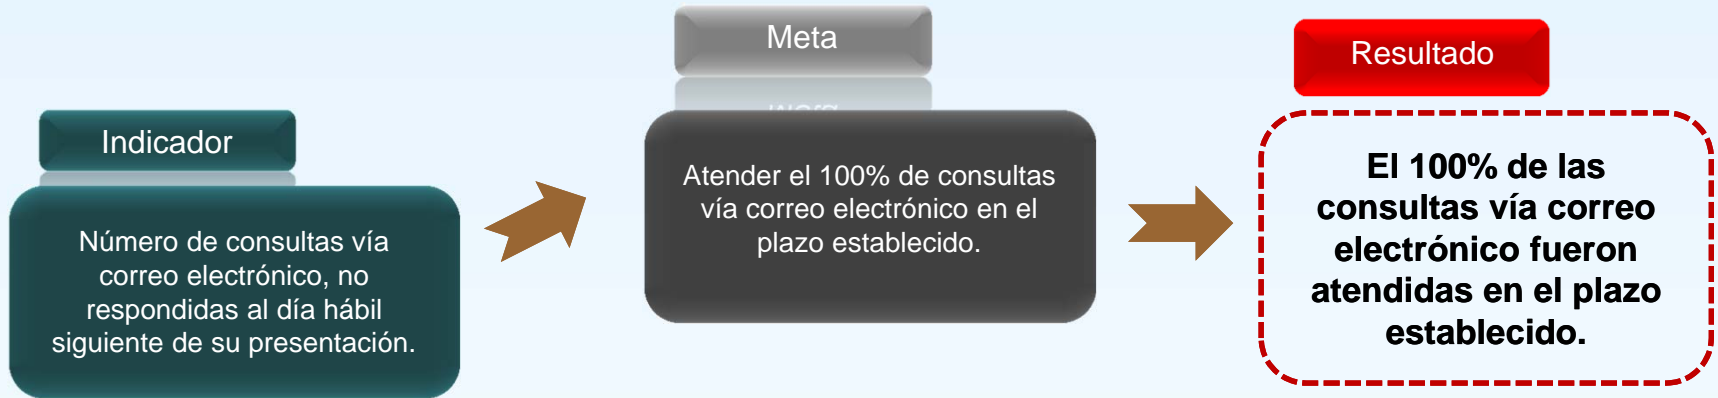 Indicador
Número de consultas vía
correo electrónico, no
respondidas al día hábil
siguiente de su presentación.
Meta
Atender el 100% de consultas
vía correo electrónico en el
plazo establecido.
Resultado
El 100% de las
consultas vía correo
electrónico fueron
atendidas en el plazo
establecido.